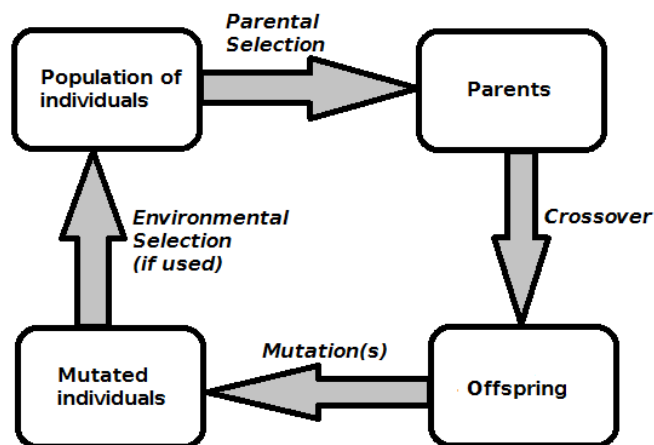 Parental
Selection
Population of
individuals
Parents
Environmental
Selection
(if used)
Crossover
Mutation(s)
Mutated
individuals
Offspring